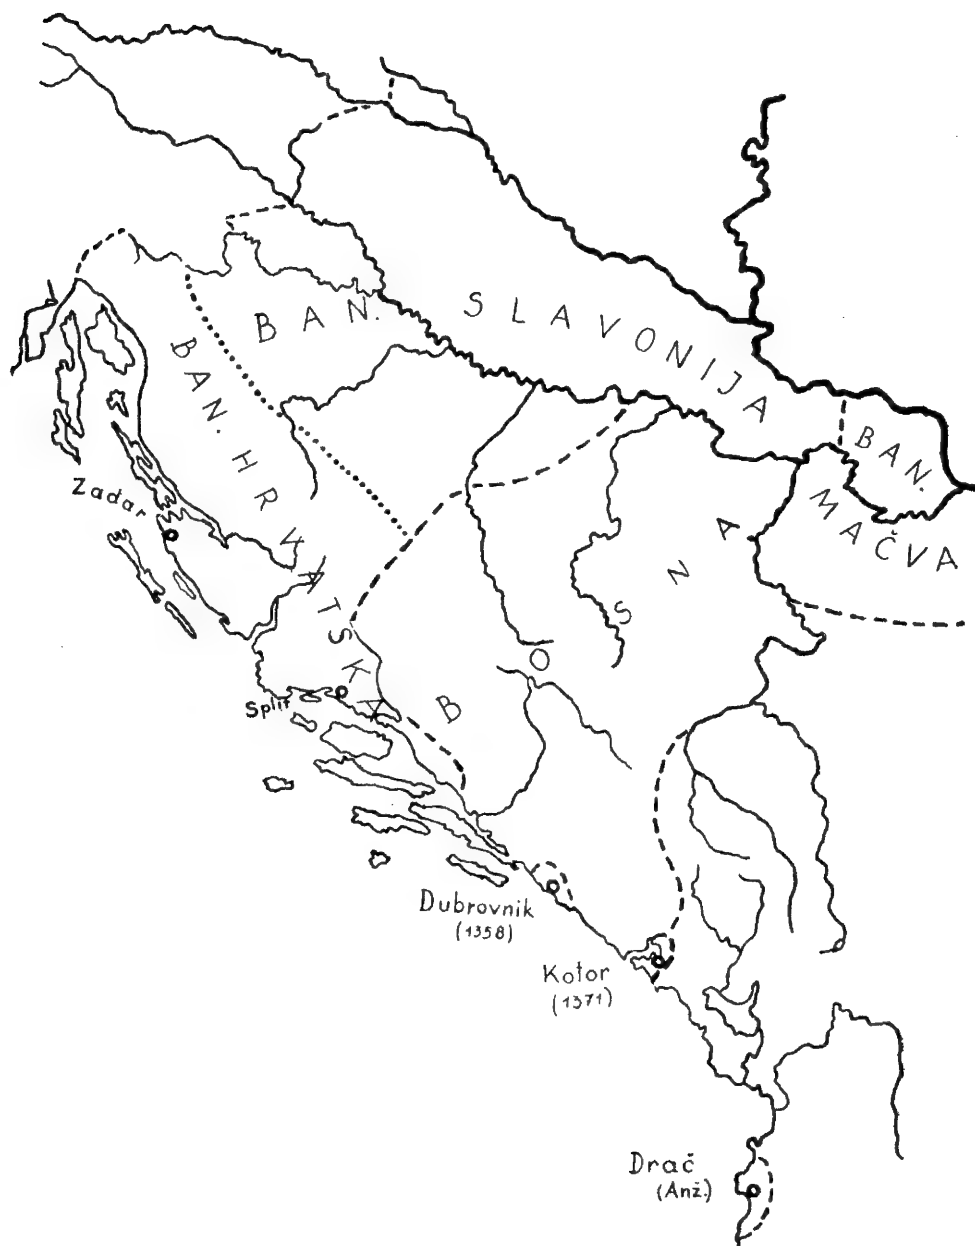 BAN. SLAVONIJA
BAN. HRVATSKA
BAN. MAČVA
BOSNA
Zadar
Split
Dubrovnik
(1358)
Kotor
(1371)
Drač
(Anž.)